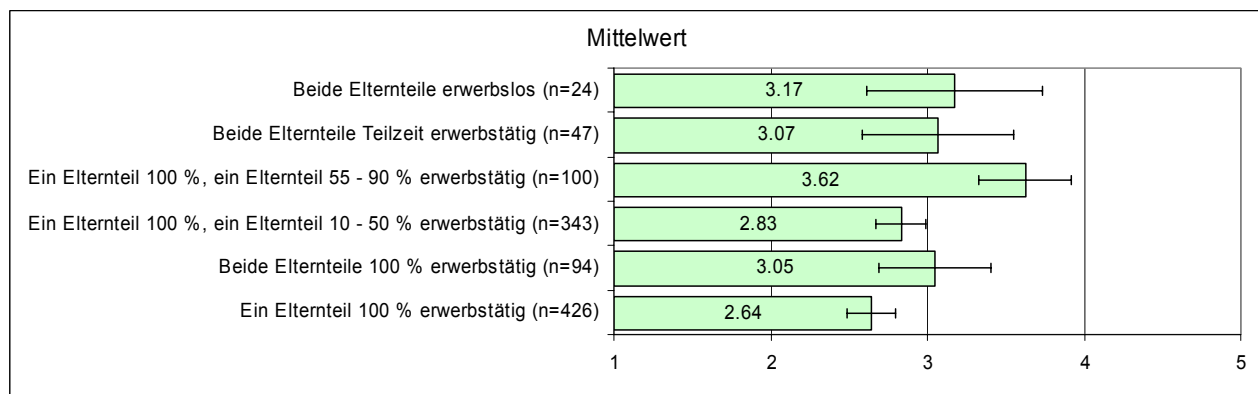 Mittelwert
Beide Elternteile erwerbslos (n=24)
3.17
Beide Elternteile Teilzeit erwerbstätig (n=47)
3.07
Ein Elternteil 100 %, ein Elternteil 55 - 90 % erwerbstätig (n=100)
3.62
Ein Elternteil 100 %, ein Elternteil 10 - 50 % erwerbstätig (n=343)
2.83
Beide Elternteile 100 % erwerbstätig (n=94)
3.05
Ein Elternteil 100 % erwerbstätig (n=426)
2.64
1 2 3 4 5